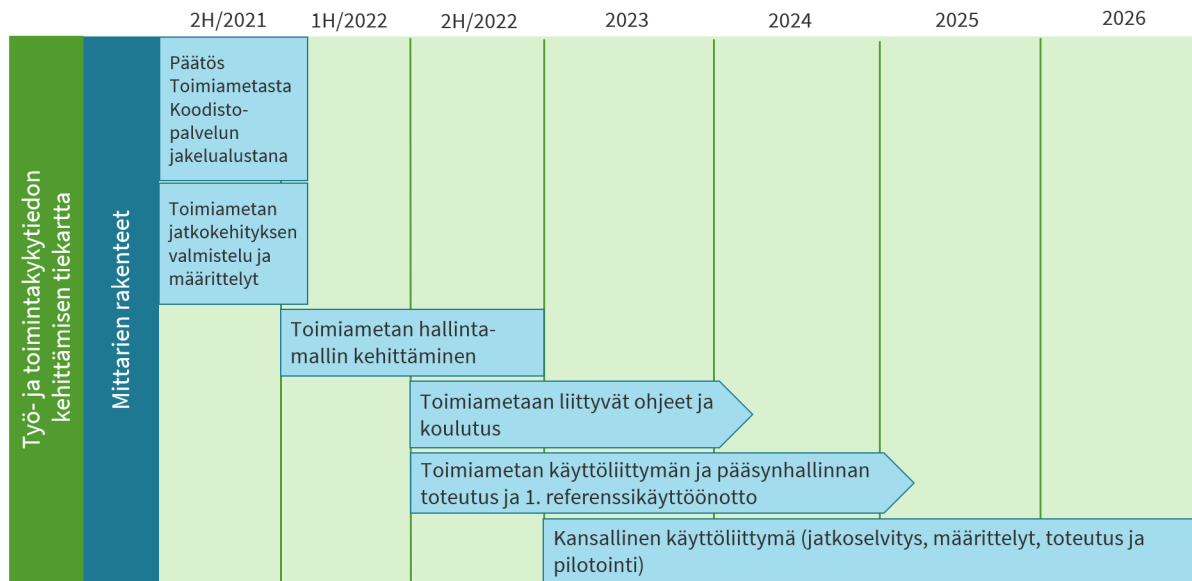 2H/2021
1H/2022
2H/2022
2023
2024
2025
2026
Työ- ja toimintakykytiedon
kehittämisen tiekartta
Mittarien rakenteet
Päätös
Toimiametasta
Koodisto-
palvelun
jakelualustana
Toimiametan
jatkokehityksen
valmistelu ja
määrittelyt
Toimiametan hallinta-
mallin kehittäminen
Toimiametaan liittyvät ohjeet ja
koulutus
Toimiametan käyttöliittymän ja pääsynhallinnan
toteutus ja 1. referenssikäyttöönotto
Kansallinen käyttöliittymä (jatkoselvitys, määrittelyt, toteutus ja
pilotointi)